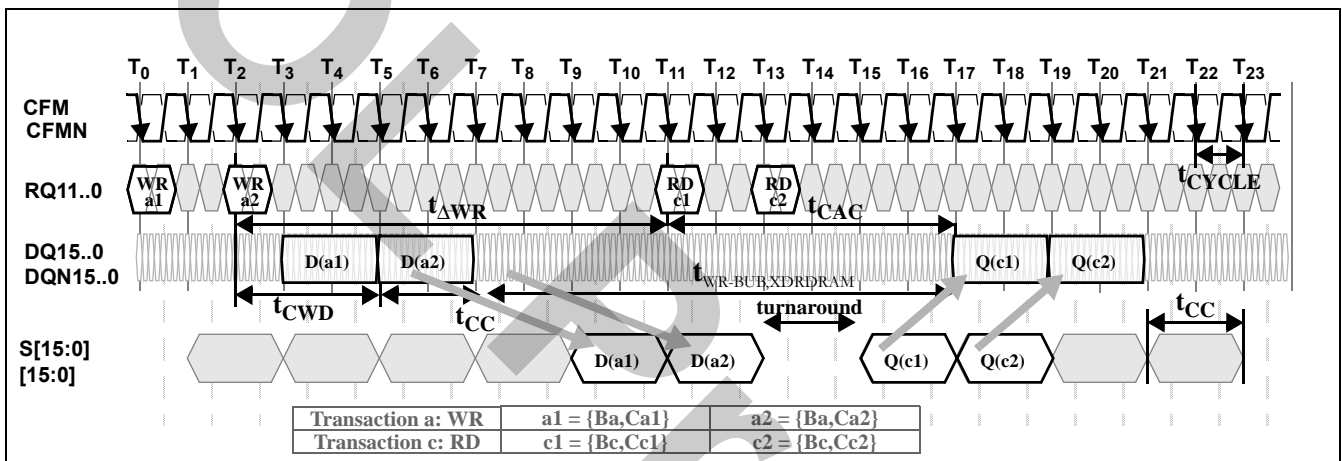 T0 T1 T2 T3 T4 T5 T6 T7 T8 T9 T10 T11 T12 T13 T14 T15 T16 T17 T18 T19 T20 T21 T22 T23
CFM
CFMN
RQ11..0
WR a1
WR a2
RD c1
RD c2
tCYCLE
tΔWR
tCAC
DQ15..0
DQN15..0
D(a1)
D(a2)
Q(c1)
Q(c2)
tCWD
tCC
tWR-BUB,XDRDRAM
turnaround
tCC
S[15:0]
[15:0]
D(a1)
D(a2)
Q(c1)
Q(c2)
Transaction a: WR a1 = {Ba,Ca1} a2 = {Ba,Ca2}
Transaction c: RD c1 = {Bc,Cc1} c2 = {Bc,Cc2}